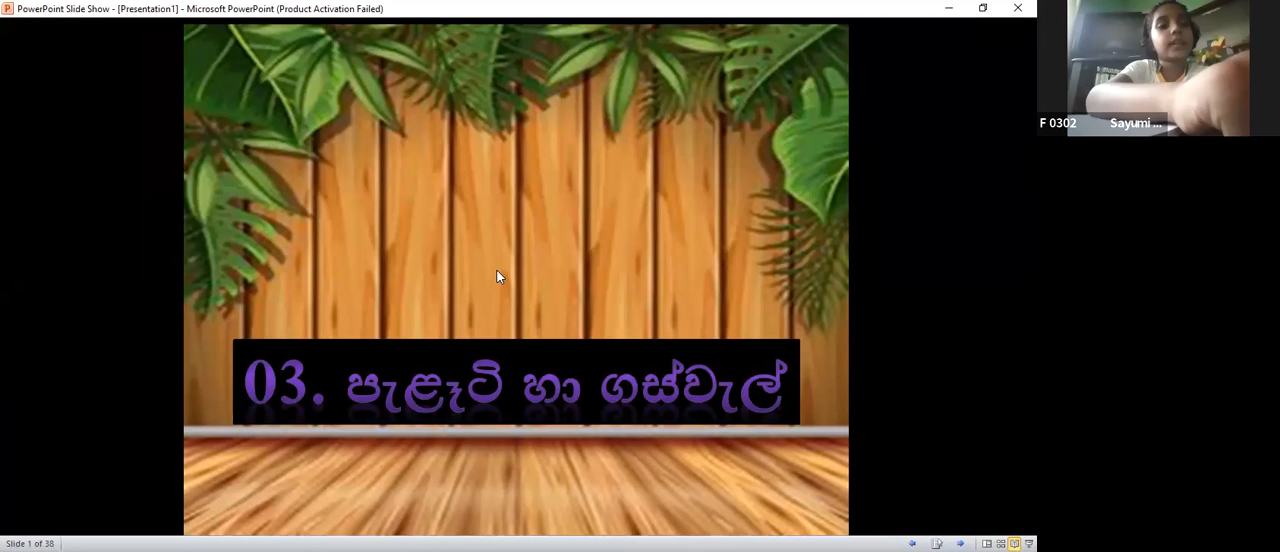 PowerPoint Slide Show - [Presentation1] - Microsoft PowerPoint (Product Activation Failed)
F 0302 Sayumi ...
03. පැළෑටි හා ගස්වැල්
Slide 1 of 38